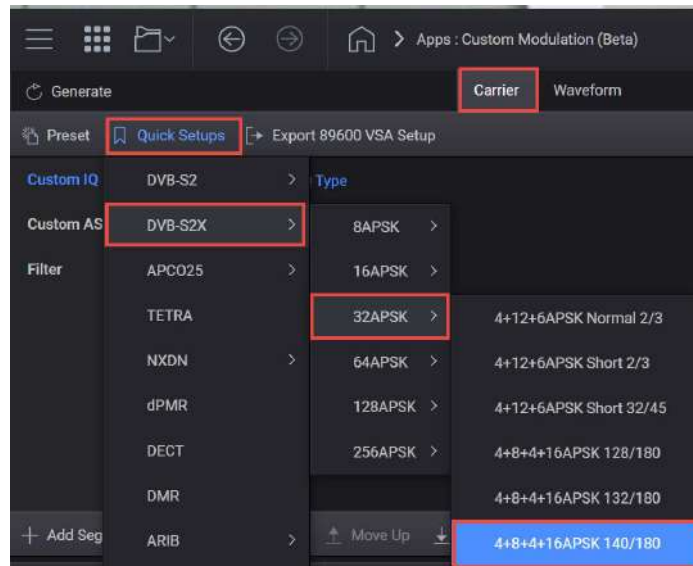 Apps : Custom Modulation (Beta)
Generate
Carrier Waveform
Preset Quick Setups Export 89600 VSA Setup
Custom IQ DVB-S2 Type
Custom AS DVB-S2X 8APSK
Filter APCO25 16APSK
TETRA 32APSK 4+12+6APSK Normal 2/3
NXDN 64APSK 4+12+6APSK Short 2/3
dPMR 128APSK 4+12+6APSK Short 32/45
DECT 256APSK 4+8+4+16APSK 128/180
DMR 4+8+4+16APSK 132/180
Add Seg ARIB Move Up 4+8+4+16APSK 140/180